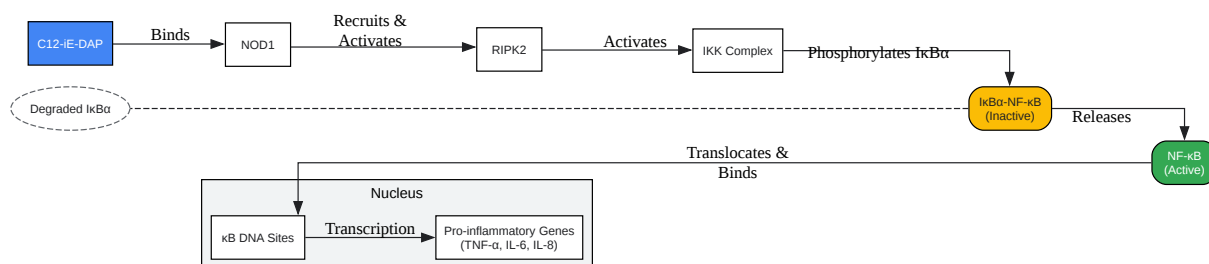 C12-iE-DAP
Binds
NOD1
Recruits &
Activates
RIPK2
Activates
IKK Complex
Phosphorylates IκBα
Degraded IκBα
IκBα-NF-κB
(Inactive)
Releases
NF-κB
(Active)
Translocates &
Binds
Nucleus
κB DNA Sites
Transcription
Pro-inflammatory Genes
(TNF-α, IL-6, IL-8)